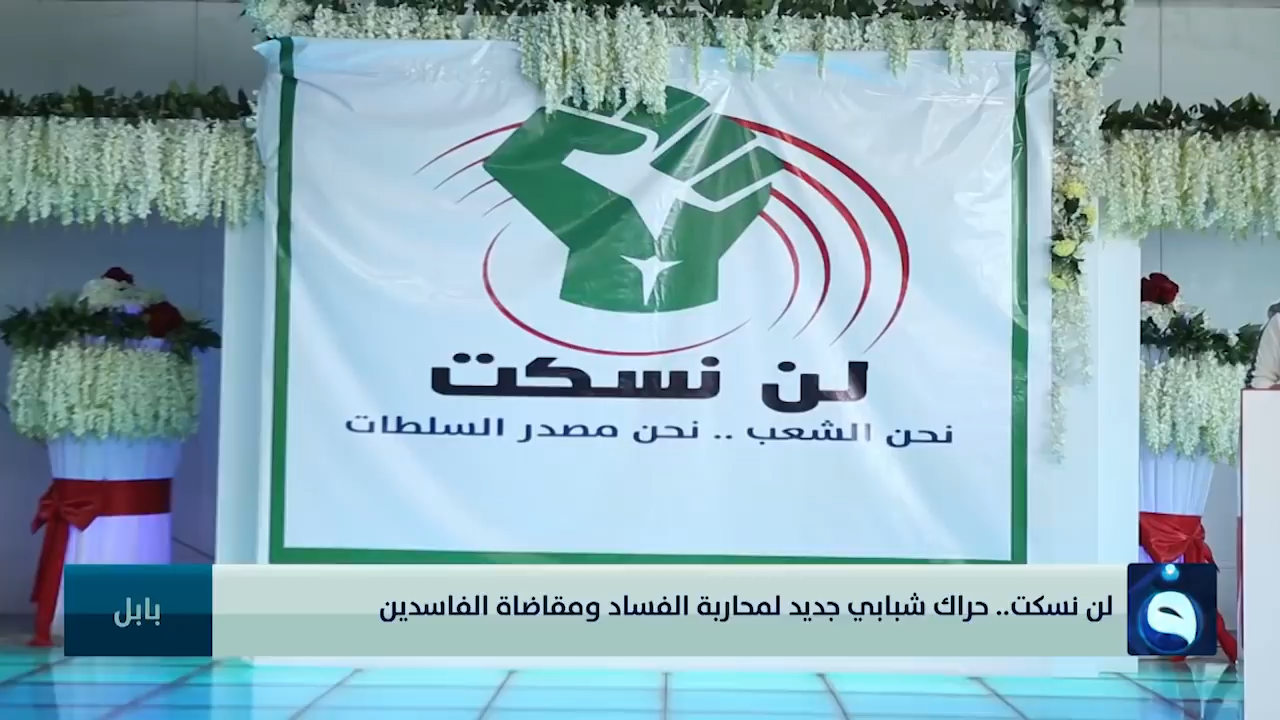 لن نسكت
نحن الشعب .. نحن مصدر السلطات
لن نسكت.. حراك شبابي جديد لمحاربة الفساد ومقاضاة الفاسدين
بابل